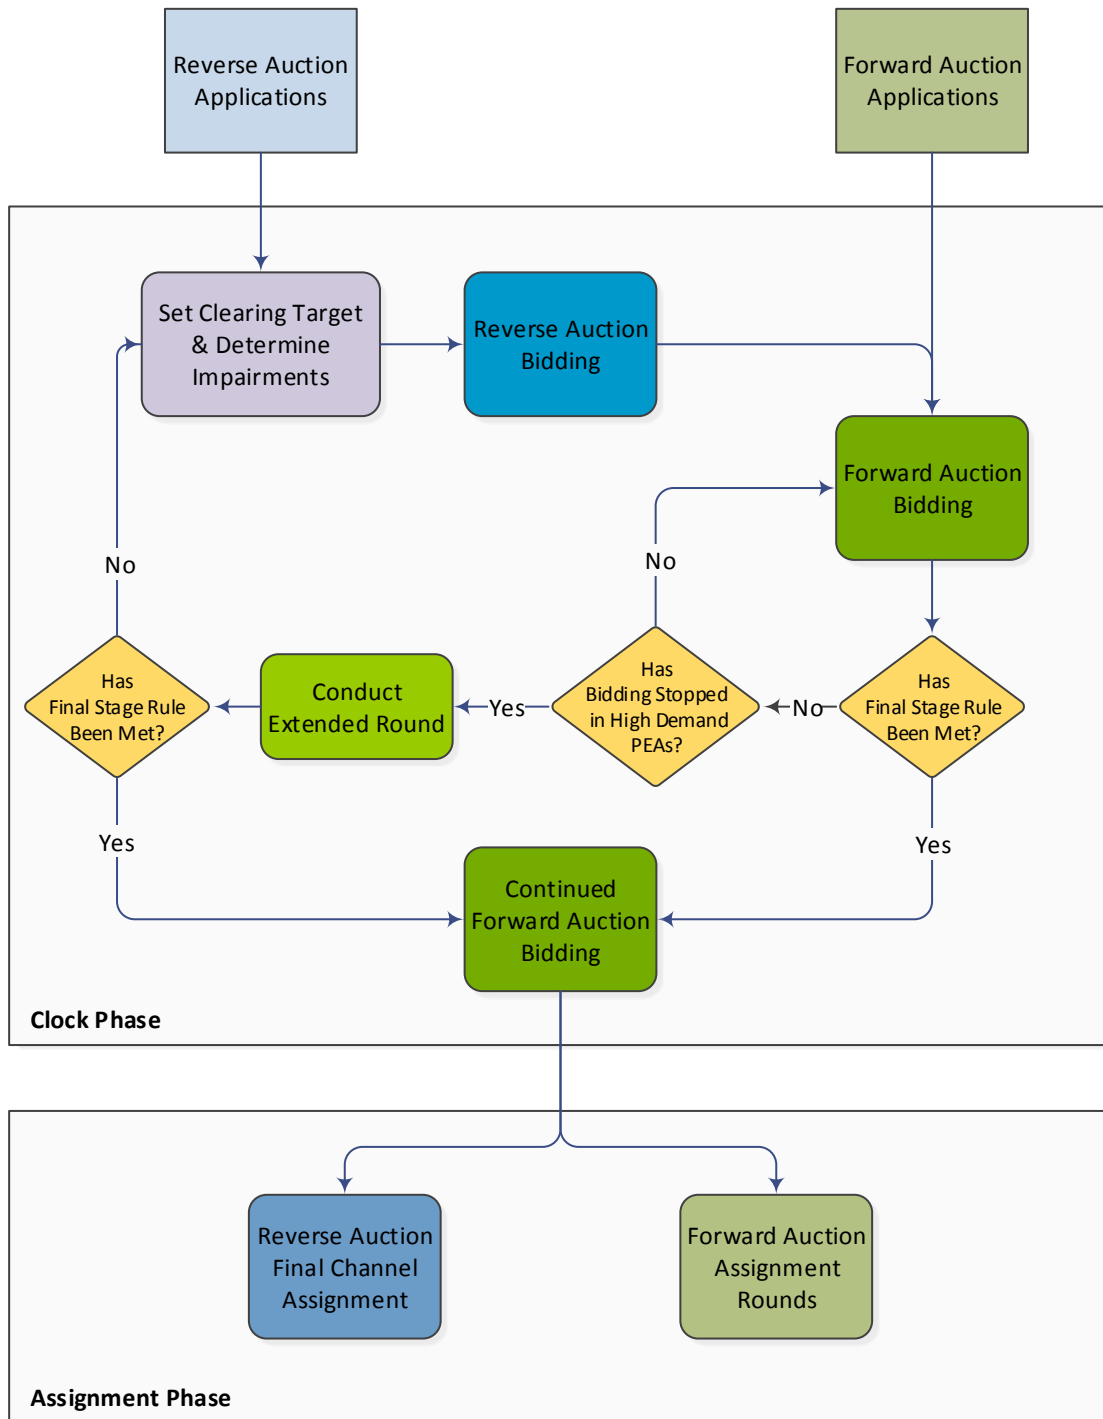 Reverse Auction
Applications
Forward Auction
Applications
Set Clearing Target
& Determine
Impairments
Reverse Auction
Bidding
Forward Auction
Bidding
No
No
Has
Final Stage Rule
Been Met?
Conduct
Extended Round
Yes
Has
Bidding Stopped
in High Demand
PEAs?
No
Has
Final Stage Rule
Been Met?
Yes
Yes
Continued
Forward Auction
Bidding
Clock Phase
Reverse Auction
Final Channel
Assignment
Forward Auction
Assignment
Rounds
Assignment Phase